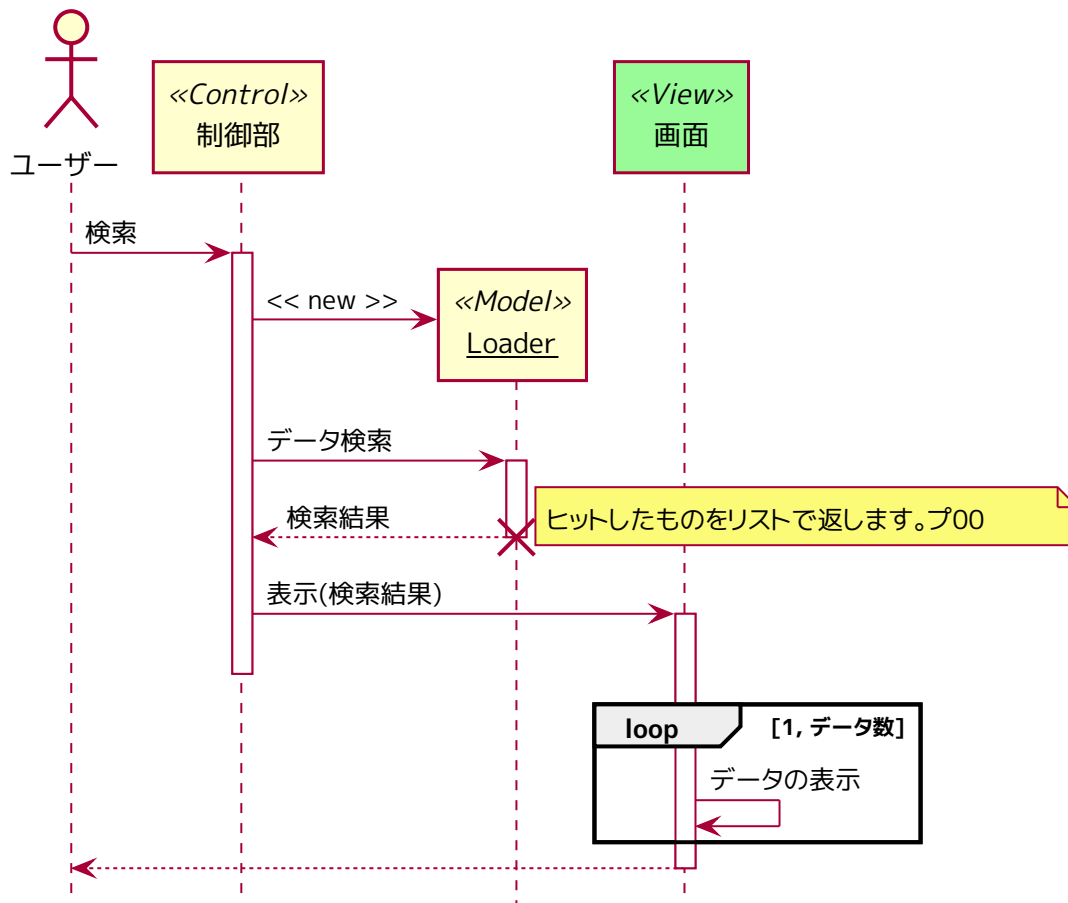 ユーザー
«Control»
制御部
«View»
画面
検索
<< new >>
«Model»
Loader
データ検索
検索結果
ヒットしたものをリストで返します。プ00
表示(検索結果)
loop
[1, データ数]
データの表示